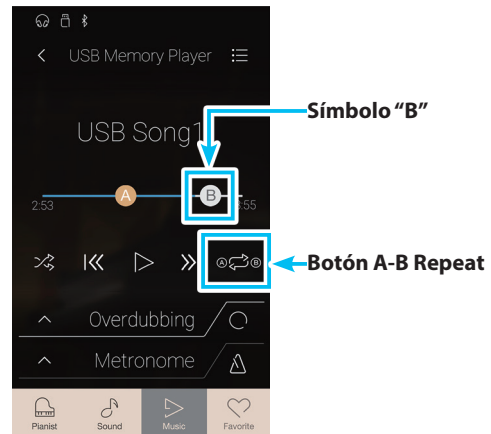 USB Memory Player
Símbolo “B”
USB Song1
A
B
2:53
:55
A B
Botón A-B Repeat
Overdubbing
Metronome
Pianist Sound Music Favorite